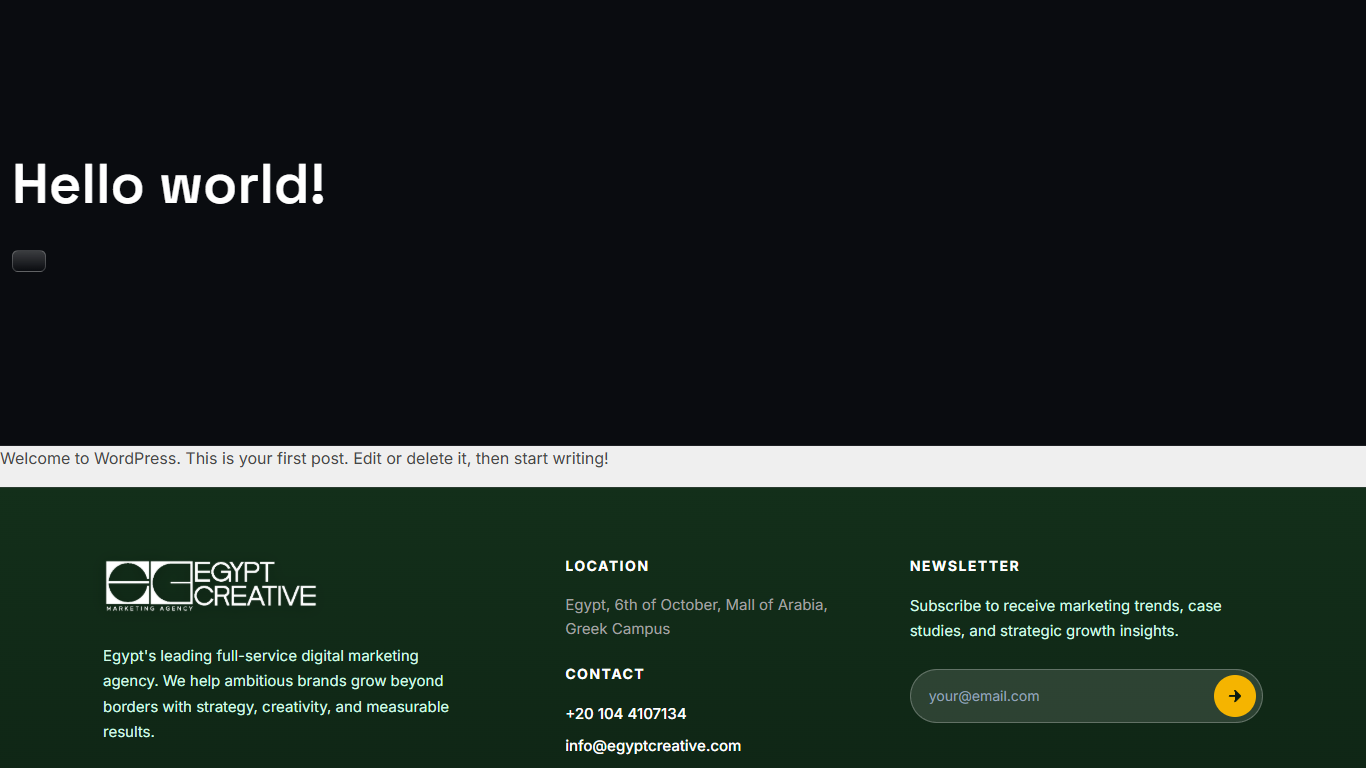 Hello world!
Welcome to WordPress. This is your first post. Edit or delete it, then start writing!
EGYPT
CREATIVE
MARKETING AGENCY
Egypt's leading full-service digital marketing
agency. We help ambitious brands grow beyond
borders with strategy, creativity, and measurable
results.
LOCATION
Egypt, 6th of October, Mall of Arabia,
Greek Campus
CONTACT
+20 104 4107134
info@egyptcreative.com
NEWSLETTER
Subscribe to receive marketing trends, case
studies, and strategic growth insights.
your@email.com